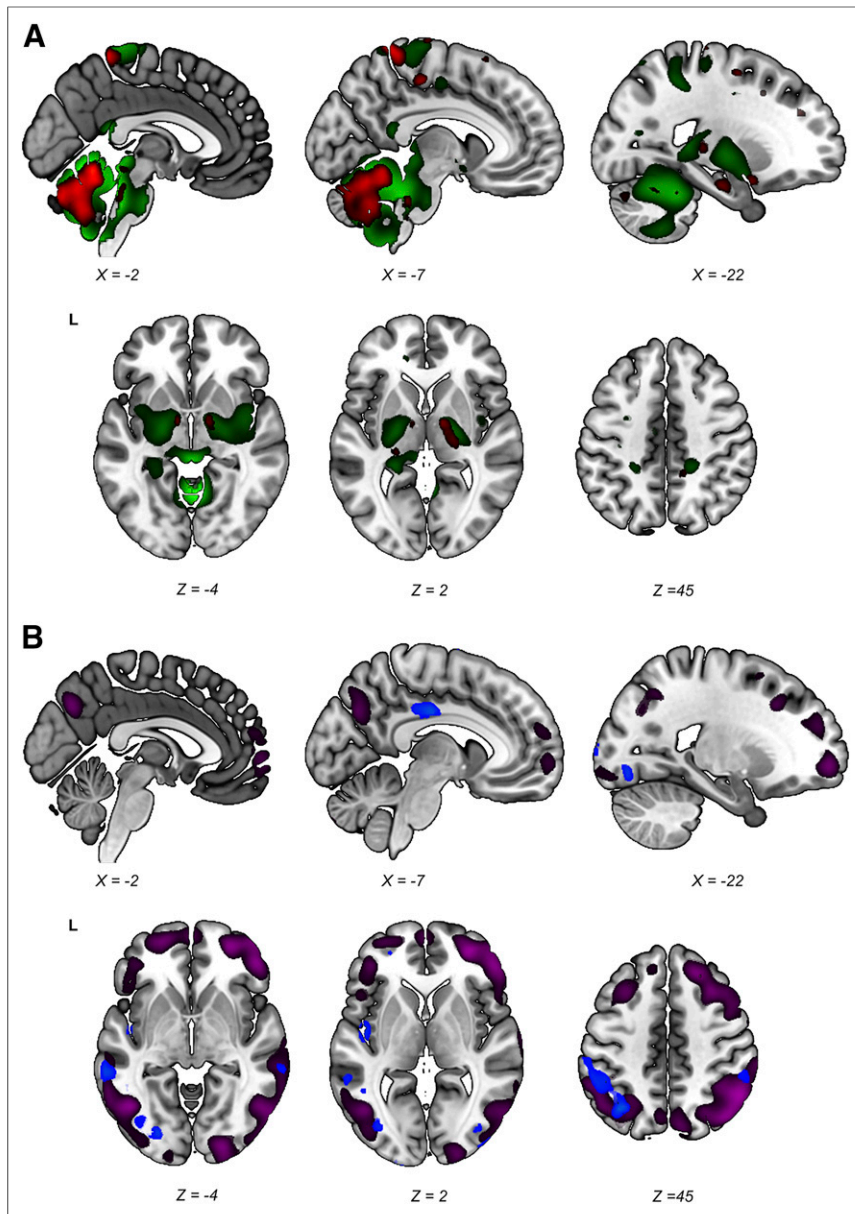 A
X = -2 X = -7 X = -22
L
Z = -4 Z = 2 Z =45
B
X = -2 X = -7 X = -22
L
Z = -4 Z = 2 Z =45